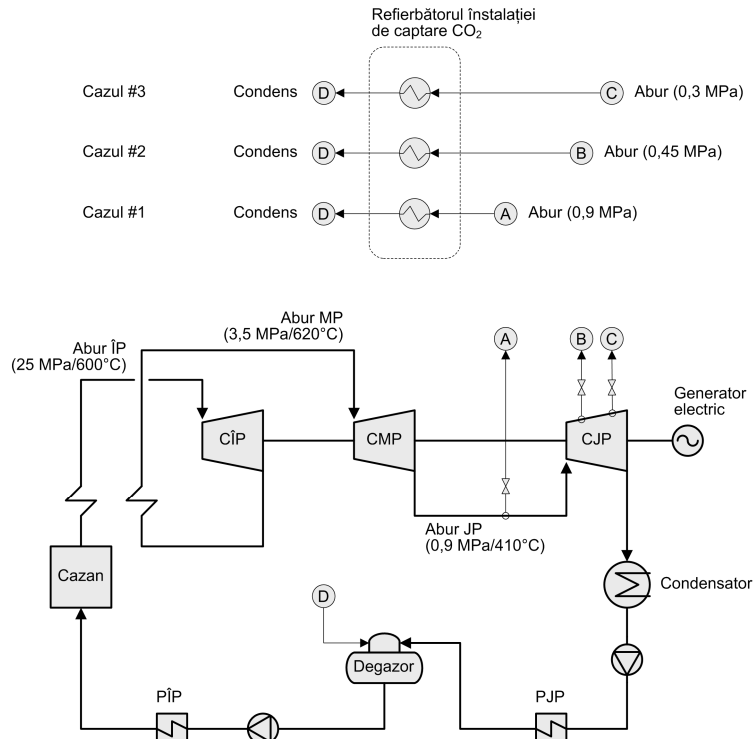 Refierbătorul instalației
de captare CO₂
Cazul #3
Condens
D
C
Abur (0,3 MPa)
Cazul #2
Condens
D
B
Abur (0,45 MPa)
Cazul #1
Condens
D
A
Abur (0,9 MPa)
Abur MP
(3,5 MPa/620°C)
Abur ÎP
(25 MPa/600°C)
A
B
C
Generator
electric
CÎP
CMP
CJP
Abur JP
(0,9 MPa/410°C)
Cazan
Condensator
D
Degazor
PÎP
PJP